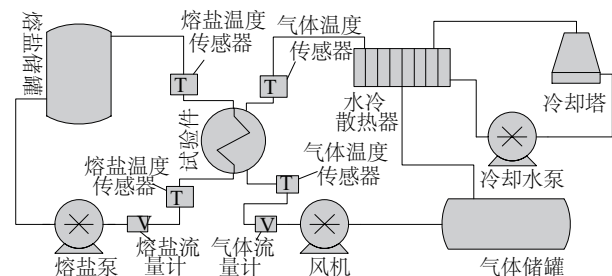 熔盐储罐
熔盐温度
传感器
气体温度
传感器
T
T
水冷
散热器
冷却塔
试验件
熔盐温度
传感器
T
气体温度
传感器
T
冷却水泵
V
V
熔盐泵
熔盐流
量计
气体流
量计
风机
气体储罐